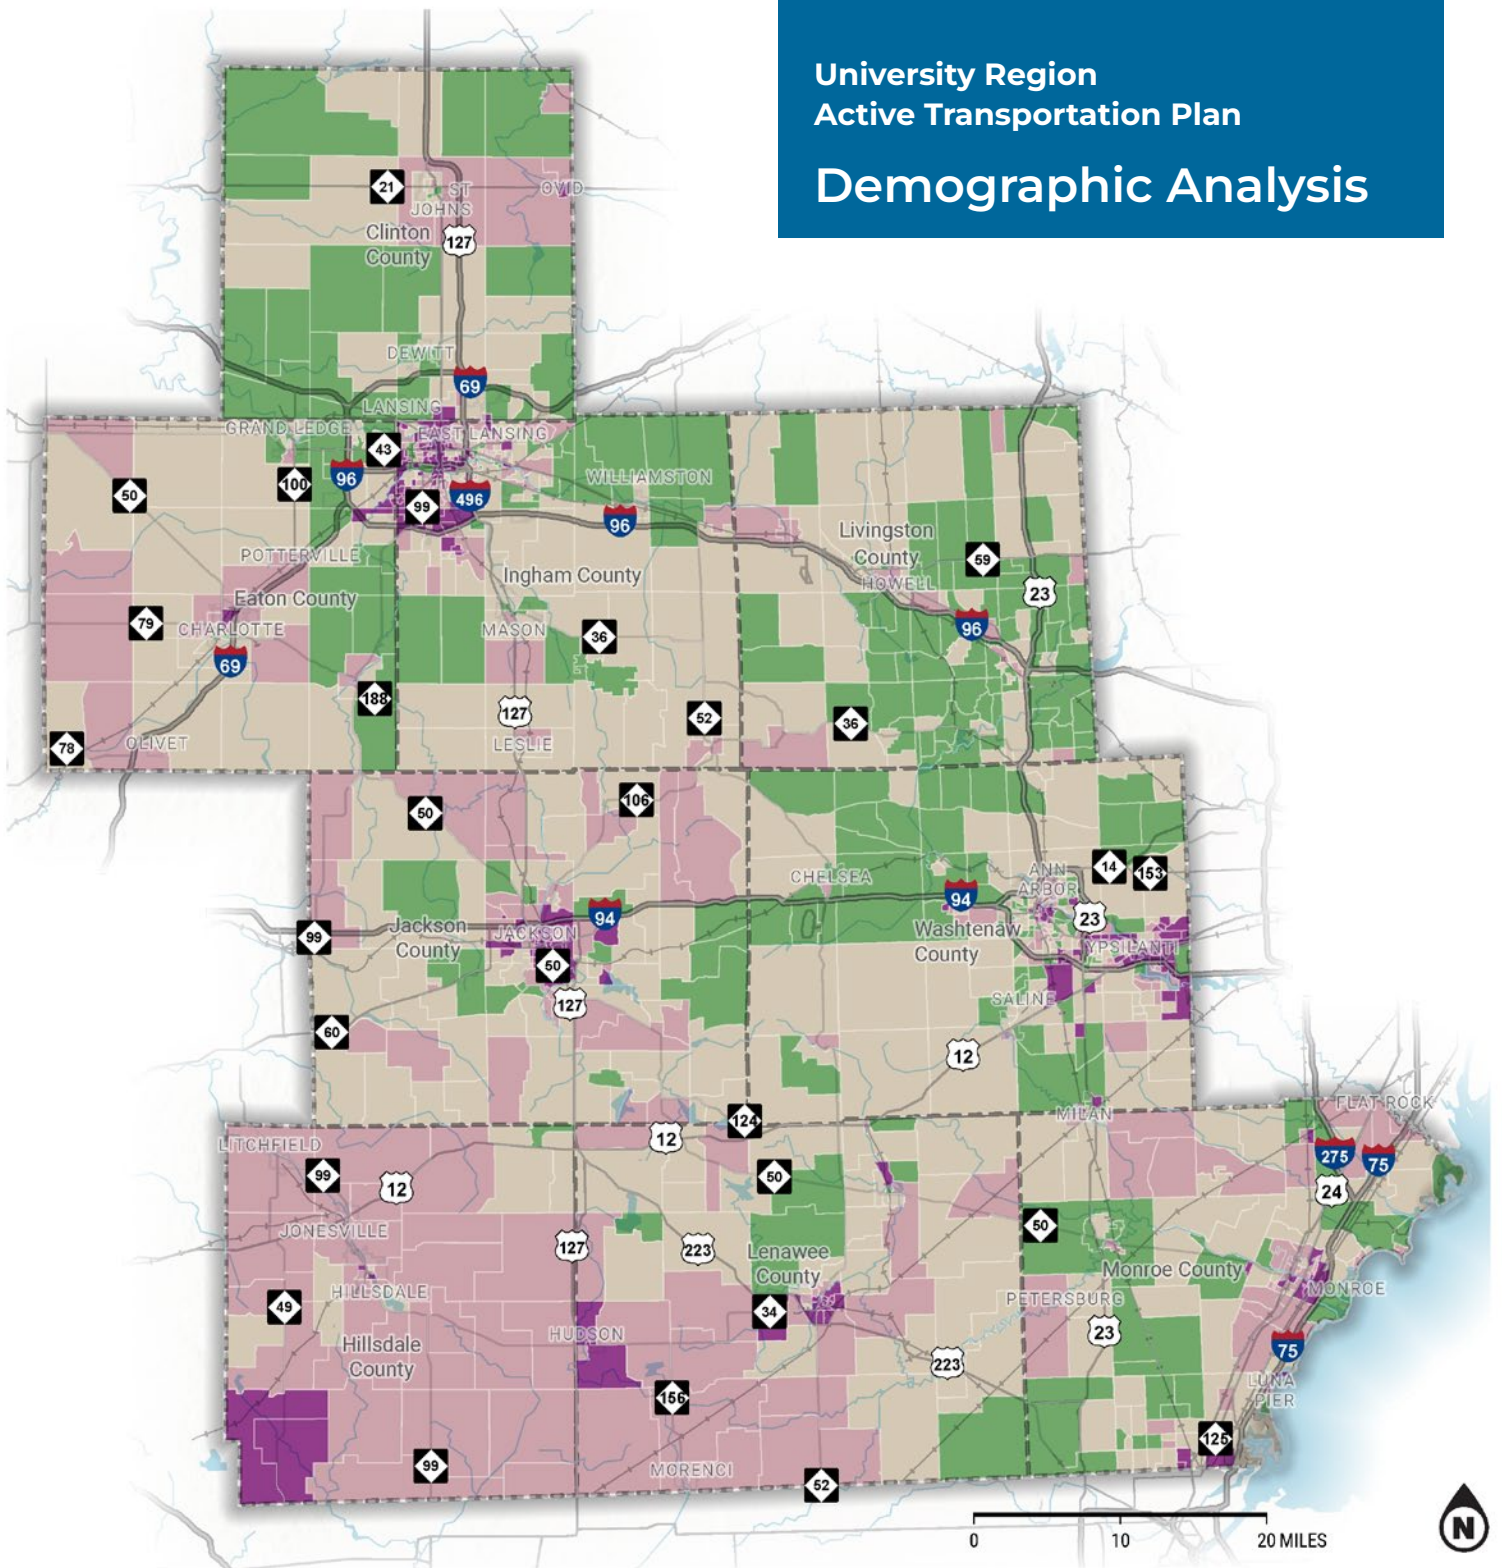 University Region
Active Transportation Plan
Demographic Analysis
21
ST
JOHNS
OVID
Clinton
County
127
DEWITT
69
LANSING
GRAND LEDGE
EAST LANSING
43
96
100
50
99
496
WILLIAMSTON
96
Livingston
County
HOWELL
59
23
POTTERVILLE
Ingham County
Eaton County
79
CHARLOTTE
MASON
36
96
69
188
127
52
36
78
OLIVET
LESLIE
50
106
CHELSEA
ANN
ARBOR
14
153
94
94
23
99
Jackson
County
JACKSON
50
Washtenaw
County
YPSILANTI
127
SALINE
60
12
124
MILAN
FLAT ROCK
LITCHFIELD
12
275
75
99
12
50
24
JONESVILLE
127
223
Lenawee
County
50
Monroe County
HILLSDALE
49
34
PETERSBURG
MONROE
HUDSON
23
Hillsdale
County
223
75
156
LUNA
PIER
99
MORENCI
52
125
0 10 20 MILES
N